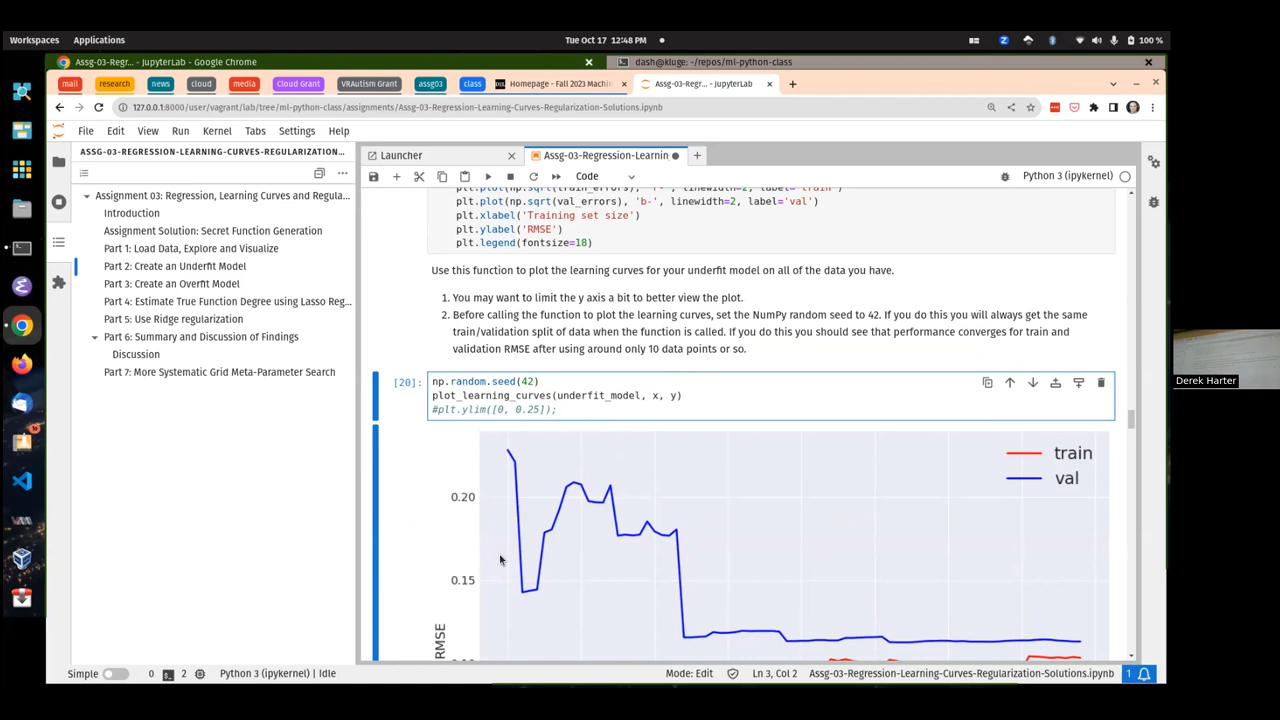 Workspaces Applications Tue Oct 17 12:48 PM 100 %
Assg-03-Regr... - JupyterLab - Google Chrome dash@kluge: ~/repos/ml-python-class
mail research news cloud media Cloud Grant VRAutism Grant assg03 class Homepage - Fall 2023 Machin Assg-03-Regr... - JupyterLab
127.0.0.1:8000/user/vagrant/lab/tree/ml-python-class/assignments/Assg-03-Regression-Learning-Curves-Regularization-Solutions.ipynb
File Edit View Run Kernel Tabs Settings Help
ASSG-03-REGRESSION-LEARNING-CURVES-REGULARIZATION...
Launcher Assg-03-Regression-Learnin
Code Python 3 (ipykernel)
Assignment 03: Regression, Learning Curves and Regula...
Introduction
Assignment Solution: Secret Function Generation
Part 1: Load Data, Explore and Visualize
Part 2: Create an Underfit Model
Part 3: Create an Overfit Model
Part 4: Estimate True Function Degree using Lasso Reg...
Part 5: Use Ridge regularization
Part 6: Summary and Discussion of Findings
Discussion
Part 7: More Systematic Grid Meta-Parameter Search
plt.plot(np.sqrt(train_errors), 'r-', linewidth=2, label='train')
plt.plot(np.sqrt(val_errors), 'b-', linewidth=2, label='val')
plt.xlabel('Training set size')
plt.ylabel('RMSE')
plt.legend(fontsize=18)
Use this function to plot the learning curves for your underfit model on all of the data you have.
1. You may want to limit the y axis a bit to better view the plot.
2. Before calling the function to plot the learning curves, set the NumPy random seed to 42. If you do this you will always get the same
train/validation split of data when the function is called. If you do this you should see that performance converges for train and
validation RMSE after using around only 10 data points or so.
[20]: np.random.seed(42)
plot_learning_curves(underfit_model, x, y)
#plt.ylim([0, 0.25]);
train
val
0.20
0.15
RMSE
Derek Harter
Simple 0 2 Python 3 (ipykernel) | Idle Mode: Edit Ln 3, Col 2 Assg-03-Regression-Learning-Curves-Regularization-Solutions.ipynb 1